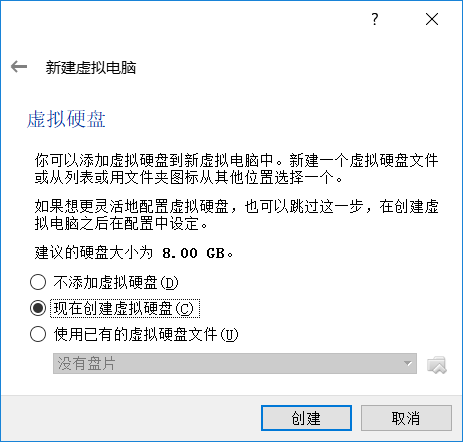 ?
新建虚拟电脑
虚拟硬盘
你可以添加虚拟硬盘到新虚拟电脑中。新建一个虚拟硬盘文件
或从列表或用文件夹图标从其他位置选择一个。
如果想更灵活地配置虚拟硬盘，也可以跳过这一步，在创建虚
拟电脑之后在配置中设定。
建议的硬盘大小为 8.00 GB。
不添加虚拟硬盘(D)
现在创建虚拟硬盘(C)
使用已有的虚拟硬盘文件(U)
没有盘片
创建
取消